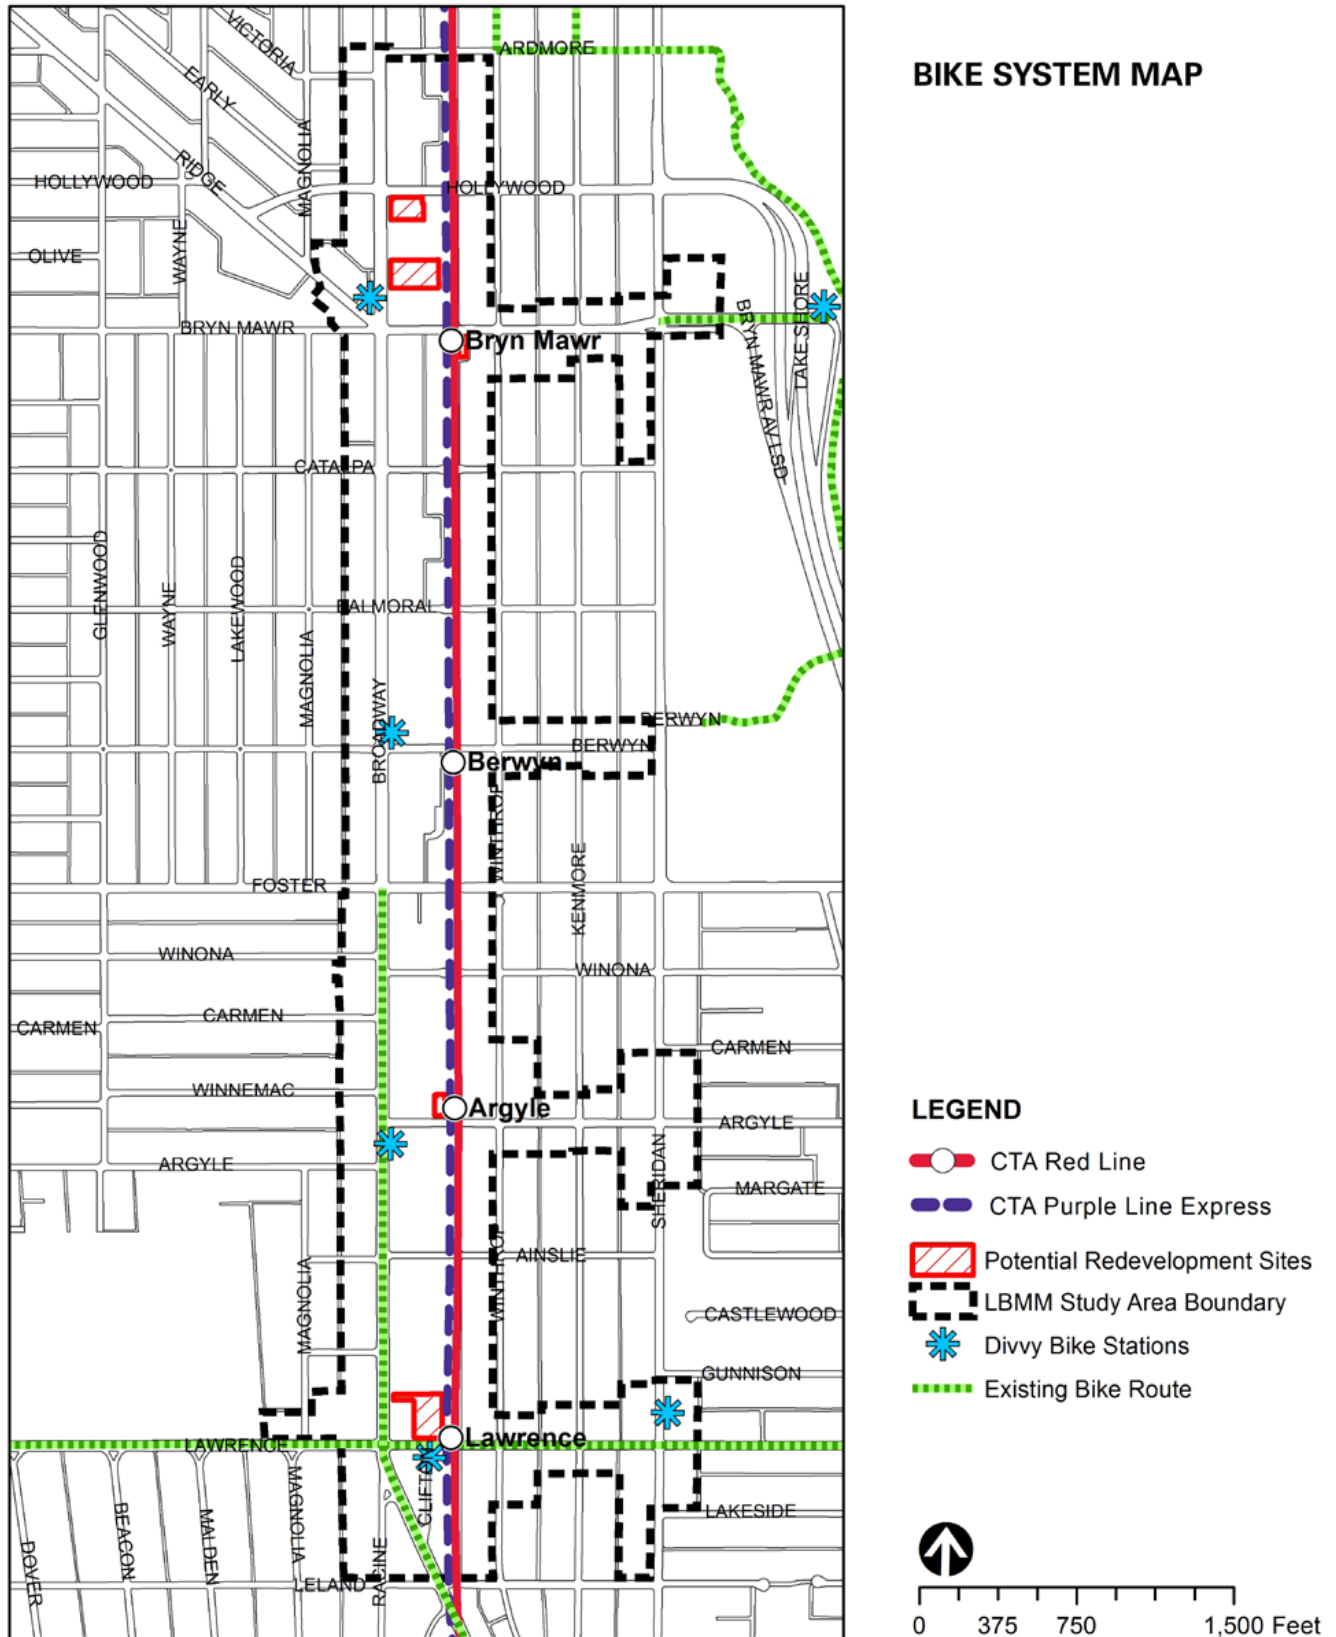 BIKE SYSTEM MAP
VICTORIA
ARDMORE
EARLY
MAGNOLIA
RIDGE
HOLLYWOOD
HOLLYWOOD
WAYNE
OLIVE
LAKE SHORE
BRYN MAWR
Bryn Mawr
BRYN MAWR AV LSD
CATALPA
GLENWOOD
WAYNE
LAKEWOOD
BALMORAL
MAGNOLIA
BROADWAY
BERWYN
BERWYN
Berwyn
WINTHROP
KENMORE
FOSTER
WINONA
WINONA
CARMEN
CARMEN
CARMEN
WINNEMAC
Argyle
ARGYLE
ARGYLE
SHERIDAN
MARGATE
WINTHROP
AINSLIE
MAGNOLIA
CASTLEWOOD
GUNNISON
LAWRENCE
Lawrence
CLIFTON
LAKESIDE
DOVER
BEACON
MALDEN
MAGNOLIA
RACINE
LELAND
LEGEND
CTA Red Line
CTA Purple Line Express
Potential Redevelopment Sites
LBMM Study Area Boundary
Divvy Bike Stations
Existing Bike Route
0 375 750 1,500 Feet